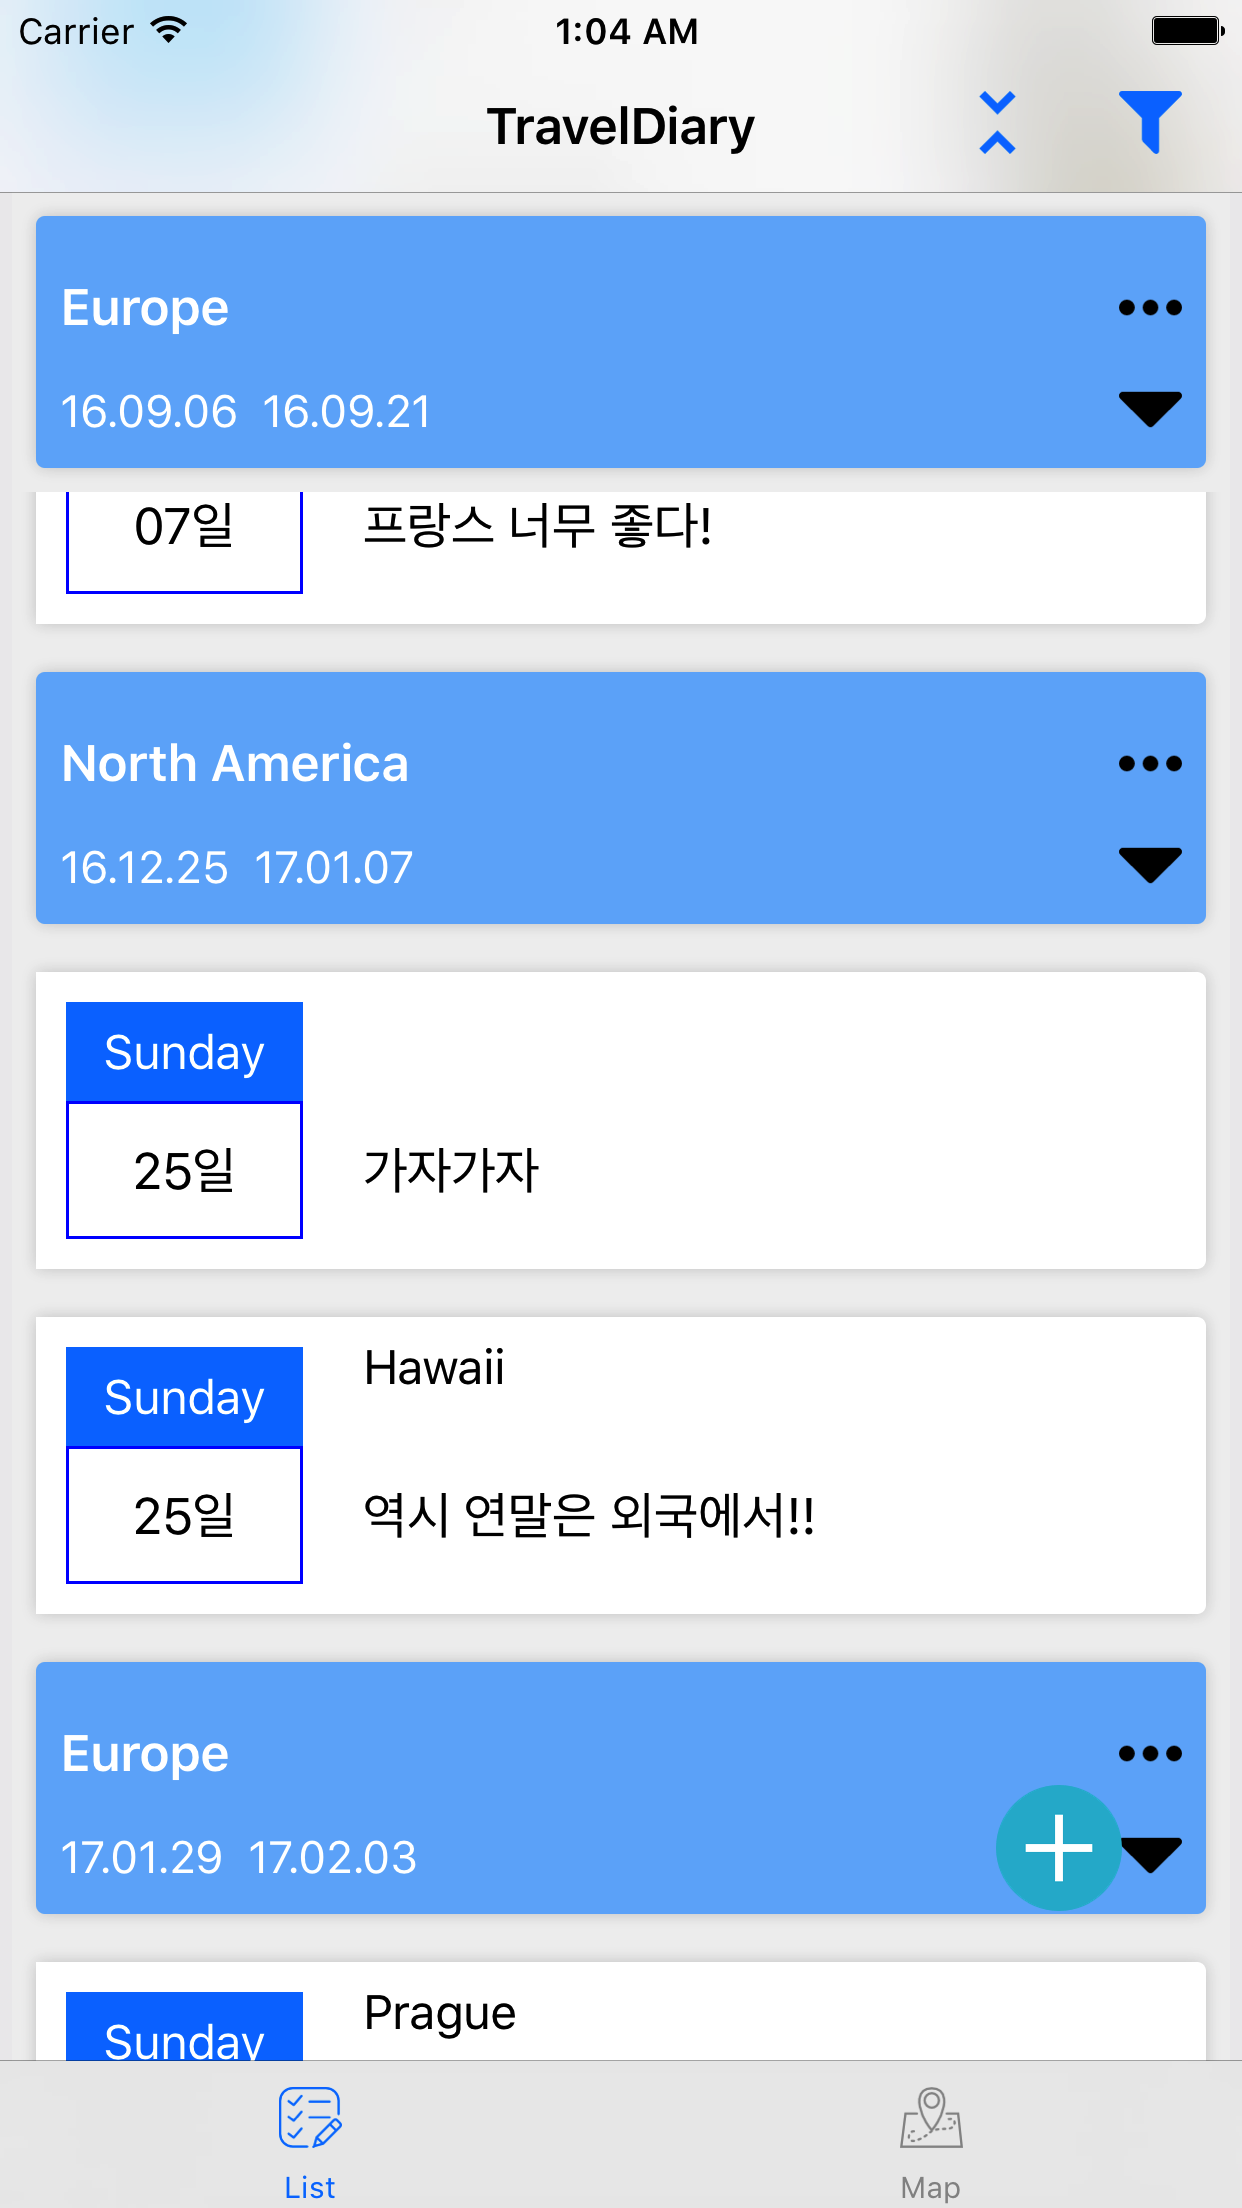 Carrier 1:04 AM
TravelDiary
Europe
16.09.06 16.09.21
07일 프랑스 너무 좋다!
North America
16.12.25 17.01.07
Sunday
25일 가자가자
Hawaii
Sunday
25일 역시 연말은 외국에서!!
Europe
17.01.29 17.02.03
Prague
Sunday
List Map